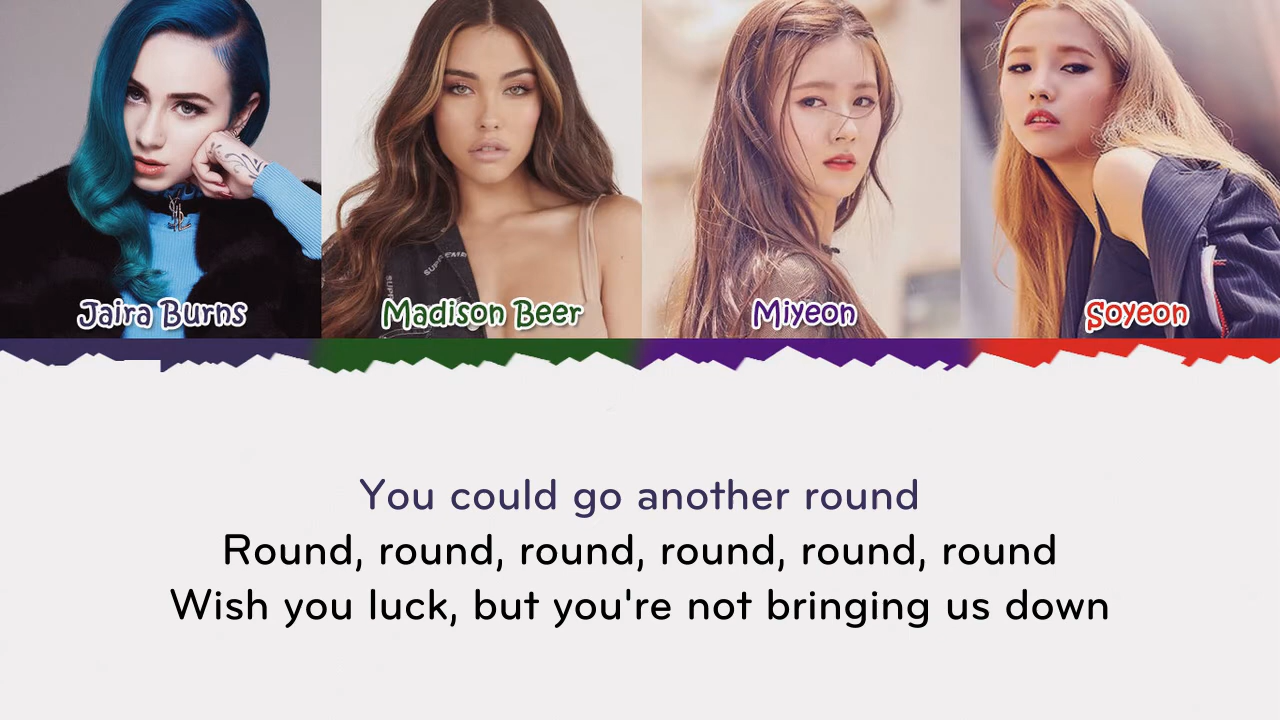 Jaira Burns
Madison Beer
Miyeon
Soyeon
You could go another round
Round, round, round, round, round, round
Wish you luck, but you're not bringing us down